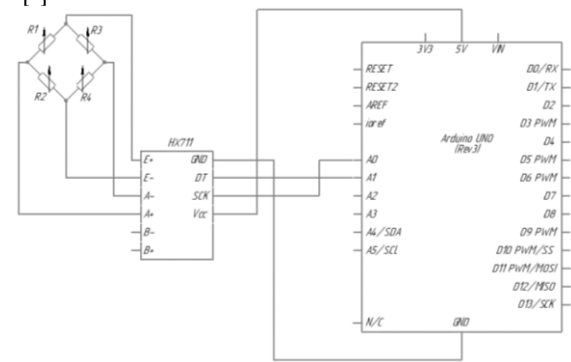 R1
R3
R2
R4
HX711
E+
E-
A-
A+
B-
B+
GND
DT
SCK
Vcc
3V3
5V
VIN
RESET
RESET2
AREF
ioref
A0
A1
A2
A3
A4/SDA
A5/SCL
N/C
Arduino UNO
(Rev3)
D0/RX
D1/TX
D2
D3 PWM
D4
D5 PWM
D6 PWM
D7
D8
D9 PWM
D10 PWM/SS
D11 PWM/MOSI
D12/MISO
D13/SCK
GND